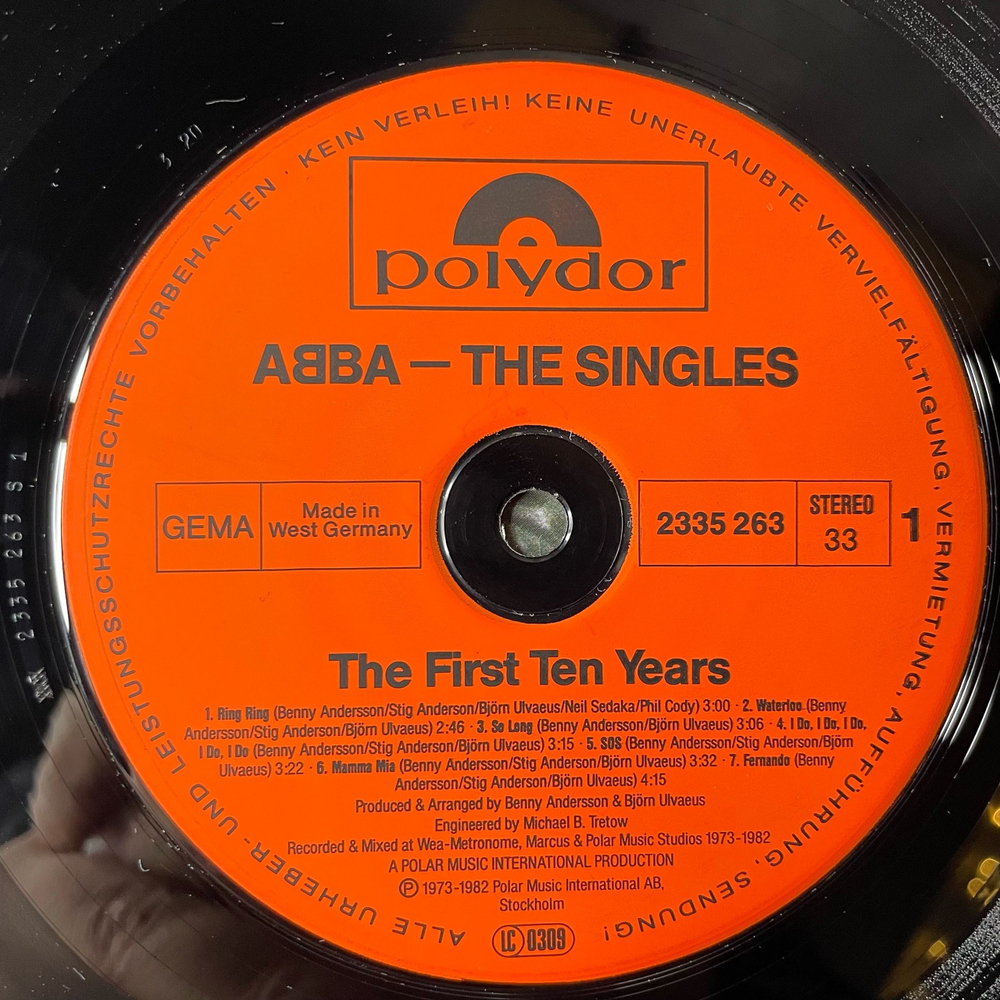 ALLE URHEBER- UND LEISTUNGSSCHUTZRECHTE VORBEHALTEN · KEIN VERLEIH! KEINE UNERLAUBTE VERVIELFÄLTIGUNG, VERMIETUNG, AUFFÜHRUNG, SENDUNG!
polydor
ABBA — THE SINGLES
GEMA
Made in
West Germany
2335 263
STEREO
33
1
The First Ten Years
1. Ring Ring (Benny Andersson/Stig Anderson/Björn Ulvaeus/Neil Sedaka/Phil Cody) 3:00 · 2. Waterloo (Benny
Andersson/Stig Anderson/Björn Ulvaeus) 2:46 · 3. So Long (Benny Andersson/Björn Ulvaeus) 3:06 · 4. I Do, I Do, I Do,
I Do, I Do (Benny Andersson/Stig Anderson/Björn Ulvaeus) 3:15 · 5. SOS (Benny Andersson/Stig Anderson/Björn
Ulvaeus) 3:22 · 6. Mamma Mia (Benny Andersson/Stig Anderson/Björn Ulvaeus) 3:32 · 7. Fernando (Benny
Andersson/Stig Anderson/Björn Ulvaeus) 4:15
Produced & Arranged by Benny Andersson & Björn Ulvaeus
Engineered by Michael B. Tretow
Recorded & Mixed at Wea-Metronome, Marcus & Polar Music Studios 1973-1982
A POLAR MUSIC INTERNATIONAL PRODUCTION
Ⓟ 1973-1982 Polar Music International AB,
Stockholm
LC 0309
2335 263 S 1
320